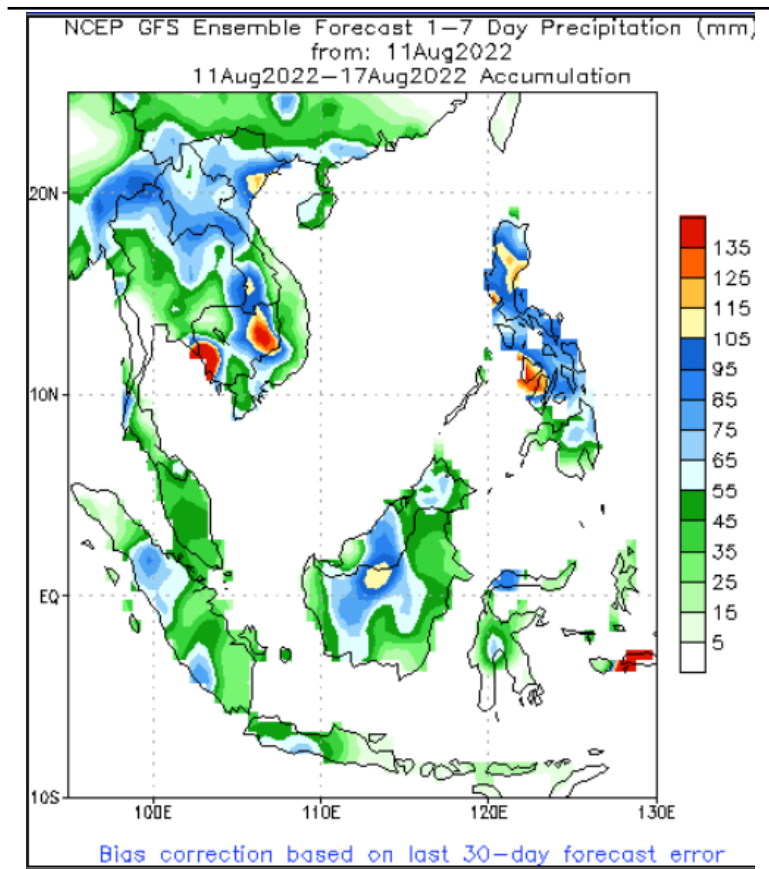 NCEP GFS Ensemble Forecast 1–7 Day Precipitation (mm)
from: 11Aug2022
11Aug2022–17Aug2022 Accumulation
20N
10N
EQ
10S
100E
110E
120E
130E
135
125
115
105
95
85
75
65
55
45
35
25
15
5
Bias correction based on last 30–day forecast error